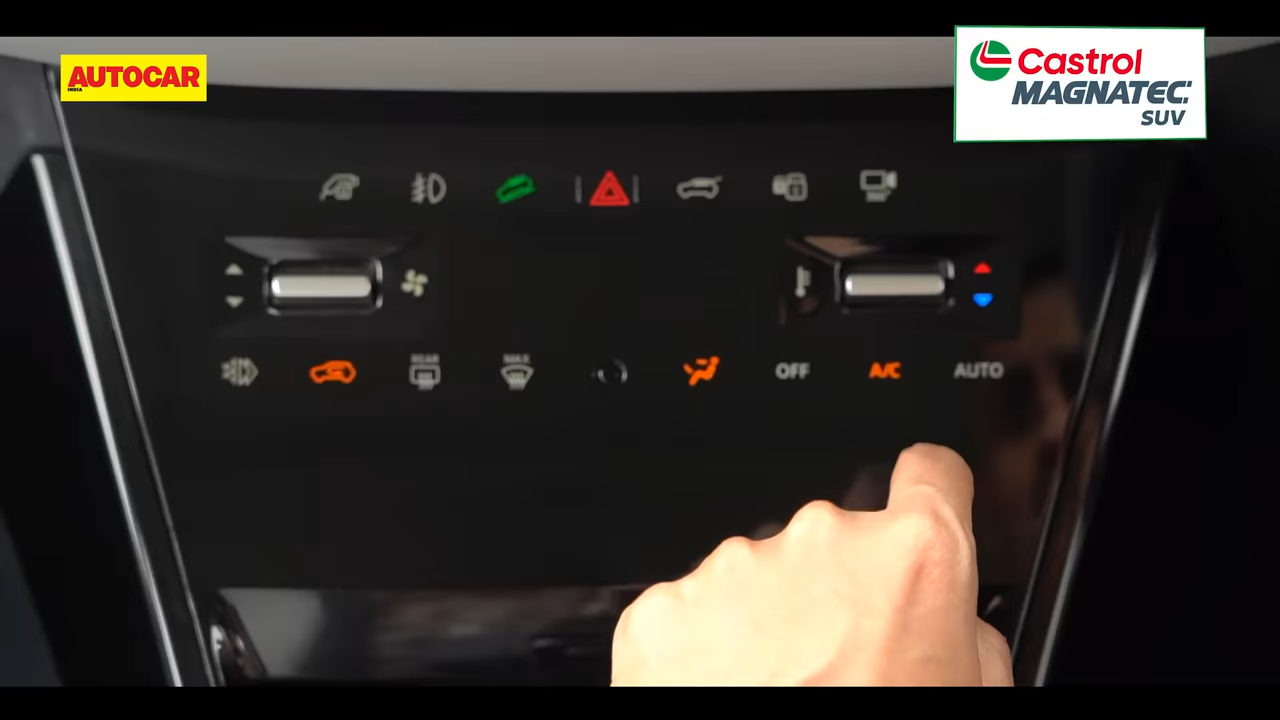 AUTOCAR
INDIA
Castrol
MAGNATEC
SUV
REAR
MAX
OFF
A/C
AUTO